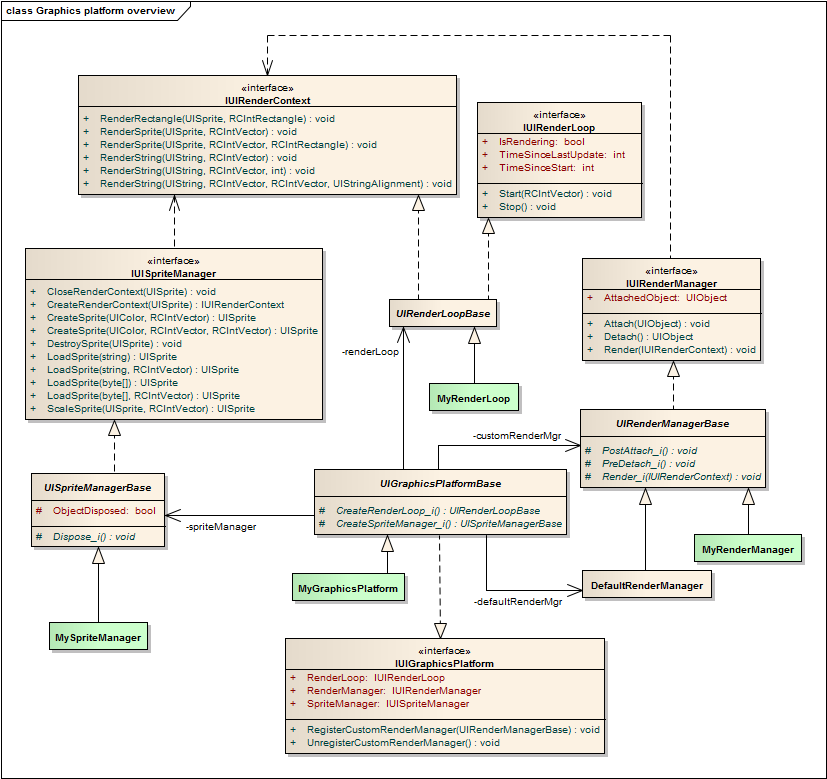 class Graphics platform overview
«interface»
IUIRenderContext
+ RenderRectangle(UISprite, RCIntRectangle) : void
+ RenderSprite(UISprite, RCIntVector) : void
+ RenderSprite(UISprite, RCIntVector, RCIntRectangle) : void
+ RenderString(UIString, RCIntVector) : void
+ RenderString(UIString, RCIntVector, int) : void
+ RenderString(UIString, RCIntVector, RCIntVector, UIStringAlignment) : void
«interface»
IUIRenderLoop
+ IsRendering: bool
+ TimeSinceLastUpdate: int
+ TimeSinceStart: int
+ Start(RCIntVector) : void
+ Stop() : void
«interface»
IUISpriteManager
+ CloseRenderContext(UISprite) : void
+ CreateRenderContext(UISprite) : IUIRenderContext
+ CreateSprite(UIColor, RCIntVector) : UISprite
+ CreateSprite(UIColor, RCIntVector, RCIntVector) : UISprite
+ DestroySprite(UISprite) : void
+ LoadSprite(string) : UISprite
+ LoadSprite(string, RCIntVector) : UISprite
+ LoadSprite(byte[]) : UISprite
+ LoadSprite(byte[], RCIntVector) : UISprite
+ ScaleSprite(UISprite, RCIntVector) : UISprite
«interface»
IUIRenderManager
+ AttachedObject: UIObject
+ Attach(UIObject) : void
+ Detach() : UIObject
+ Render(IUIRenderContext) : void
UIRenderLoopBase
-renderLoop
MyRenderLoop
UIRenderManagerBase
# PostAttach_i() : void
# PreDetach_i() : void
# Render_i(IUIRenderContext) : void
-customRenderMgr
UISpriteManagerBase
# ObjectDisposed: bool
# Dispose_i() : void
-spriteManager
UIGraphicsPlatformBase
# CreateRenderLoop_i() : UIRenderLoopBase
# CreateSpriteManager_i() : UISpriteManagerBase
MyRenderManager
MyGraphicsPlatform
DefaultRenderManager
-defaultRenderMgr
MySpriteManager
«interface»
IUIGraphicsPlatform
+ RenderLoop: IUIRenderLoop
+ RenderManager: IUIRenderManager
+ SpriteManager: IUISpriteManager
+ RegisterCustomRenderManager(UIRenderManagerBase) : void
+ UnregisterCustomRenderManager() : void